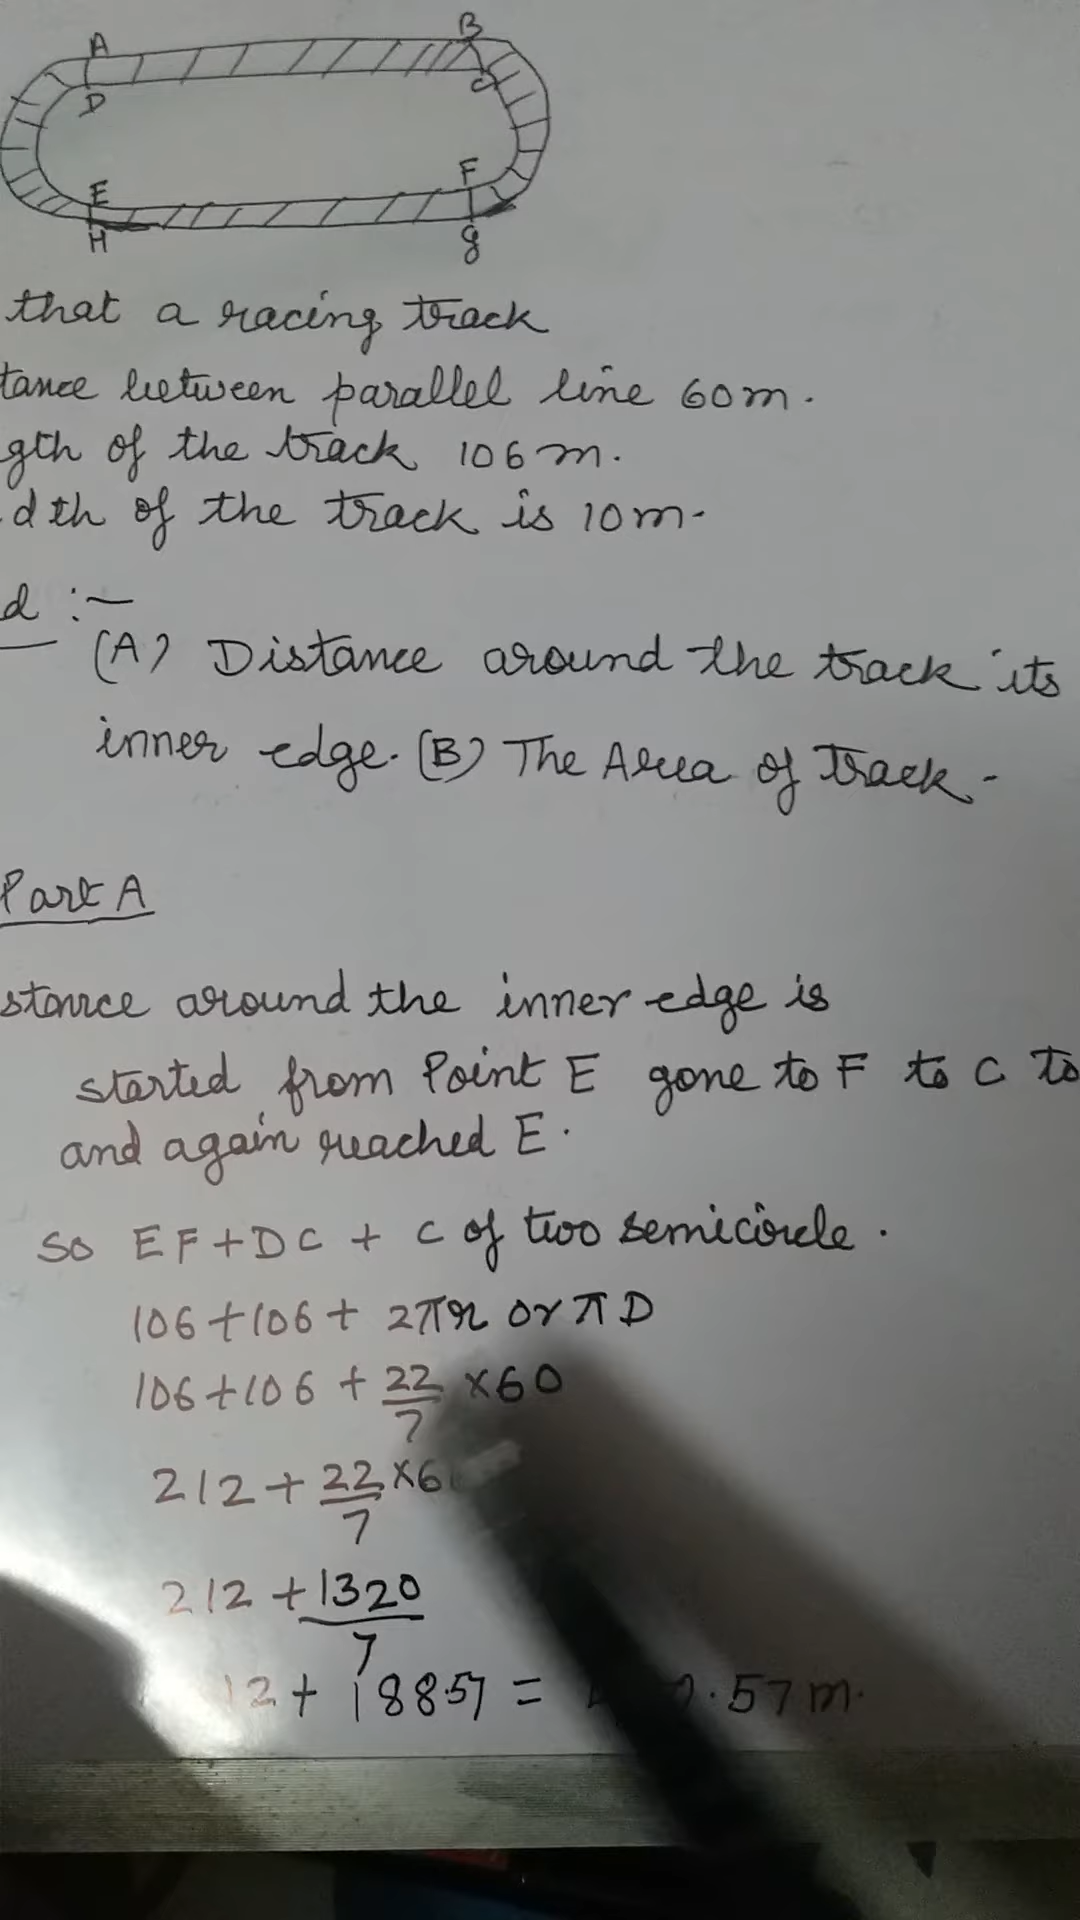 A B
D C
E F
H G
that a racing track
tance between parallel line 60m.
gth of the track 106m.
dth of the track is 10m.
d :-
(A) Distance around the track its
inner edge. (B) The Area of Track -
Part A
stance around the inner edge is
started from Point E gone to F to C to
and again reached E.
So EF+DC + C of two semicircle.
106+106+ 2πr or πD
106+106 + 22/7 ×60
212 + 22/7 ×6
212 + 1320/7
12 + 188.57 = .57m.